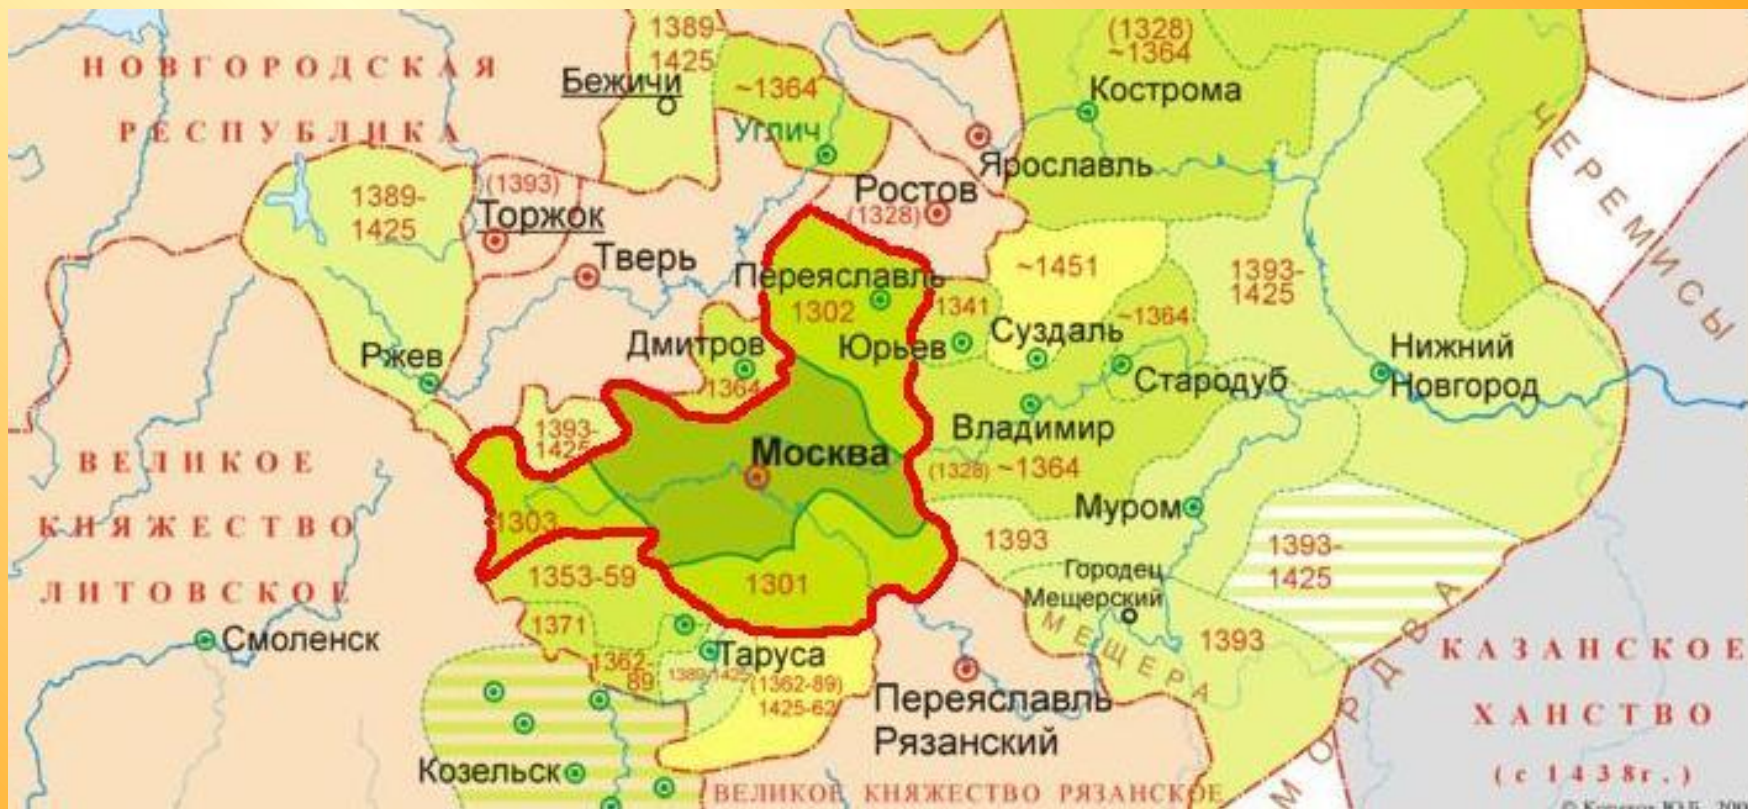 НОВГОРОДСКАЯ
РЕСПУБЛИКА
1389-
1425
Бежичи
~1364
Углич
(1328)
~1364
Кострома
Ярославль
ЧЕРЕМИСЫ
1389-
1425
(1393)
Торжок
Тверь
Ростов
(1328)
Переяславль
1302
1341
~1451
Суздаль
~1364
1393-
1425
Дмитров
1364
Юрьев
Стародуб
Нижний
Новгород
Ржев
1393-
1425
Москва
Владимир
(1328) ~1364
ВЕЛИКОЕ
КНЯЖЕСТВО
ЛИТОВСКОЕ
1303
Муром
1393
1393-
1425
1353-59
1301
Городец
Мещерский
МЕЩЕРА
1393
МОРДВА
Смоленск
1371
1362-
89
Таруса
1389-1425
(1362-89)
1425-62
Переяславль
Рязанский
КАЗАНСКОЕ
ХАНСТВО
(с 1438г.)
Козельск
ВЕЛИКОЕ КНЯЖЕСТВО РЯЗАНСКОЕ